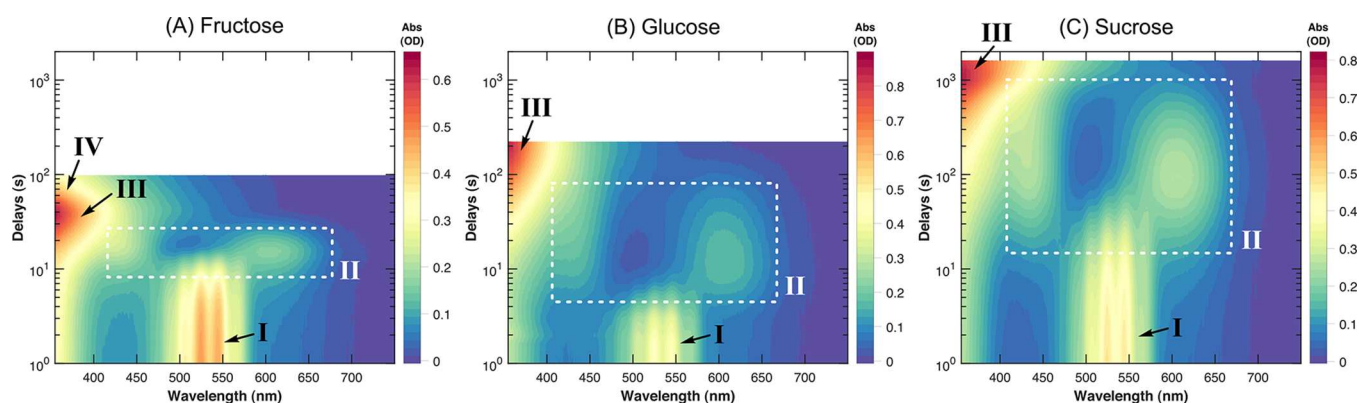 (A) Fructose
Abs
(OD)
Delays (s)
10³
10²
10¹
10⁰
IV
III
II
I
400 450 500 550 600 650 700
Wavelength (nm)
0.6
0.5
0.4
0.3
0.2
0.1
0
(B) Glucose
Abs
(OD)
Delays (s)
10³
10²
10¹
10⁰
III
II
I
400 450 500 550 600 650 700
Wavelength (nm)
0.8
0.7
0.6
0.5
0.4
0.3
0.2
0.1
0
(C) Sucrose
Abs
(OD)
Delays (s)
10³
10²
10¹
10⁰
III
II
I
400 450 500 550 600 650 700
Wavelength (nm)
0.8
0.7
0.6
0.5
0.4
0.3
0.2
0.1
0